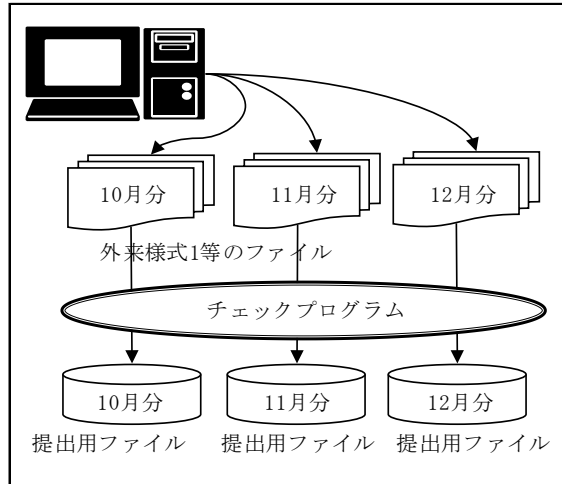 10月分
11月分
12月分
外来様式1等のファイル
チェックプログラム
10月分
11月分
12月分
提出用ファイル
提出用ファイル
提出用ファイル